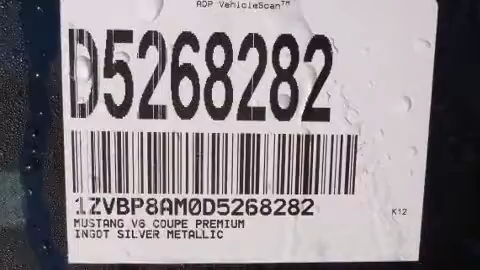 ADP VehicleScan™
D5268282
1ZVBP8AM0D5268282
K12
MUSTANG V6 COUPE PREMIUM
INGOT SILVER METALLIC